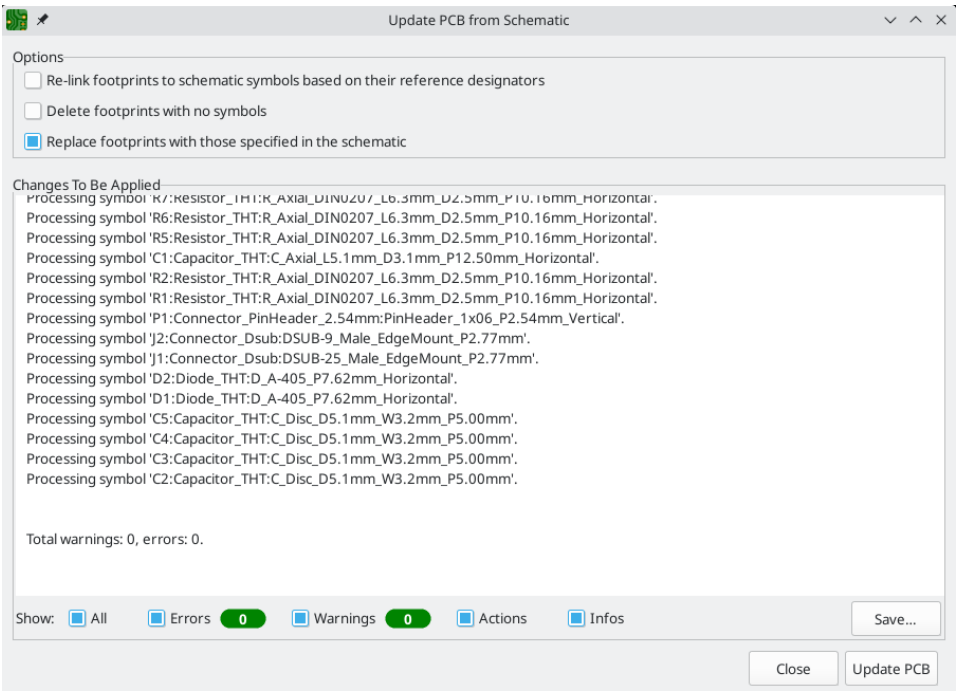 Update PCB from Schematic
Options
Re-link footprints to schematic symbols based on their reference designators
Delete footprints with no symbols
Replace footprints with those specified in the schematic
Changes To Be Applied
Processing symbol 'R7:Resistor_THT:R_Axial_DIN0207_L6.3mm_D2.5mm_P10.16mm_Horizontal'.
Processing symbol 'R6:Resistor_THT:R_Axial_DIN0207_L6.3mm_D2.5mm_P10.16mm_Horizontal'.
Processing symbol 'R5:Resistor_THT:R_Axial_DIN0207_L6.3mm_D2.5mm_P10.16mm_Horizontal'.
Processing symbol 'C1:Capacitor_THT:C_Axial_L5.1mm_D3.1mm_P12.50mm_Horizontal'.
Processing symbol 'R2:Resistor_THT:R_Axial_DIN0207_L6.3mm_D2.5mm_P10.16mm_Horizontal'.
Processing symbol 'R1:Resistor_THT:R_Axial_DIN0207_L6.3mm_D2.5mm_P10.16mm_Horizontal'.
Processing symbol 'P1:Connector_PinHeader_2.54mm:PinHeader_1x06_P2.54mm_Vertical'.
Processing symbol 'J2:Connector_Dsub:DSUB-9_Male_EdgeMount_P2.77mm'.
Processing symbol 'J1:Connector_Dsub:DSUB-25_Male_EdgeMount_P2.77mm'.
Processing symbol 'D2:Diode_THT:D_A-405_P7.62mm_Horizontal'.
Processing symbol 'D1:Diode_THT:D_A-405_P7.62mm_Horizontal'.
Processing symbol 'C5:Capacitor_THT:C_Disc_D5.1mm_W3.2mm_P5.00mm'.
Processing symbol 'C4:Capacitor_THT:C_Disc_D5.1mm_W3.2mm_P5.00mm'.
Processing symbol 'C3:Capacitor_THT:C_Disc_D5.1mm_W3.2mm_P5.00mm'.
Processing symbol 'C2:Capacitor_THT:C_Disc_D5.1mm_W3.2mm_P5.00mm'.
Total warnings: 0, errors: 0.
Show: All Errors 0 Warnings 0 Actions Infos Save...
Close Update PCB